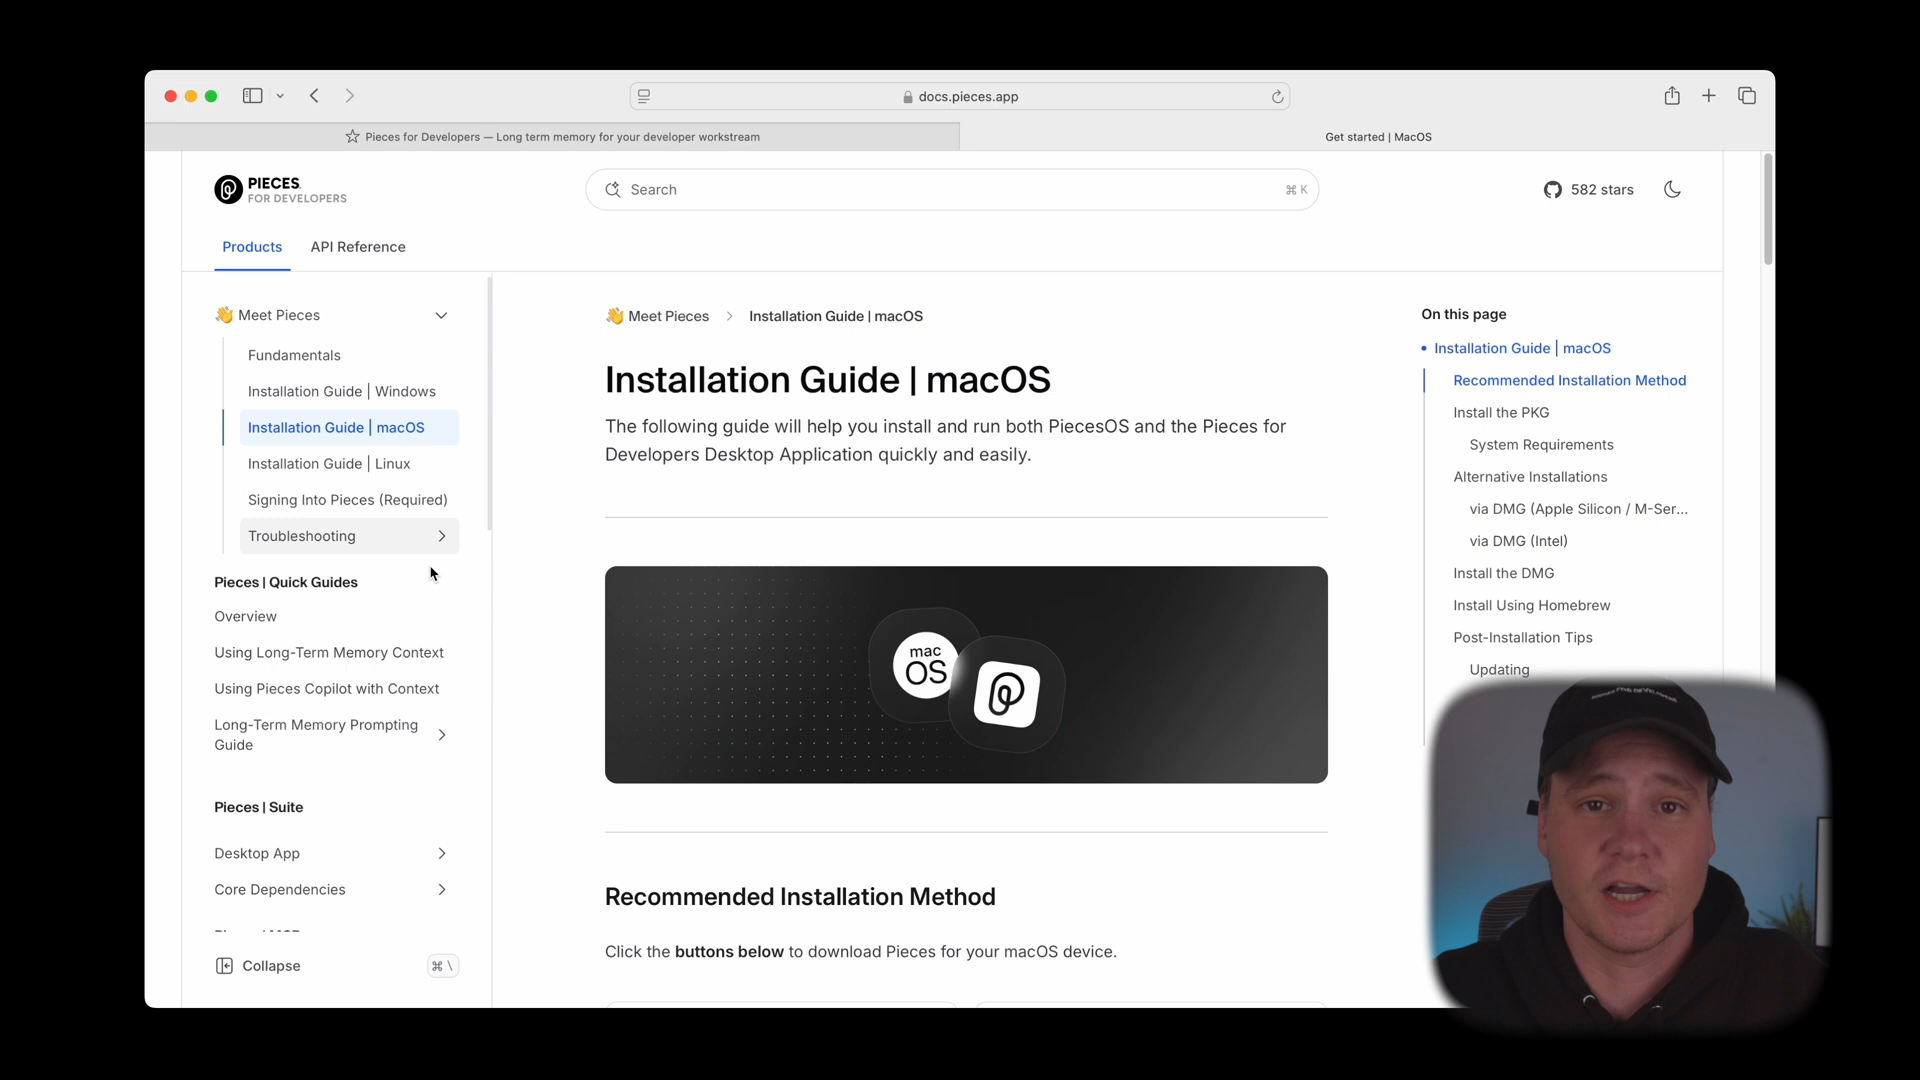 docs.pieces.app
Pieces for Developers — Long term memory for your developer workstream
Get started | MacOS
PIECES
FOR DEVELOPERS
Search
⌘ K
582 stars
Products
API Reference
👋 Meet Pieces
Fundamentals
Installation Guide | Windows
Installation Guide | macOS
Installation Guide | Linux
Signing Into Pieces (Required)
Troubleshooting
Pieces | Quick Guides
Overview
Using Long-Term Memory Context
Using Pieces Copilot with Context
Long-Term Memory Prompting
Guide
Pieces | Suite
Desktop App
Core Dependencies
Collapse
⌘ \
👋 Meet Pieces > Installation Guide | macOS
Installation Guide | macOS
The following guide will help you install and run both PiecesOS and the Pieces for
Developers Desktop Application quickly and easily.
mac
OS
Recommended Installation Method
Click the buttons below to download Pieces for your macOS device.
On this page
Installation Guide | macOS
Recommended Installation Method
Install the PKG
System Requirements
Alternative Installations
via DMG (Apple Silicon / M-Ser...
via DMG (Intel)
Install the DMG
Install Using Homebrew
Post-Installation Tips
Updating